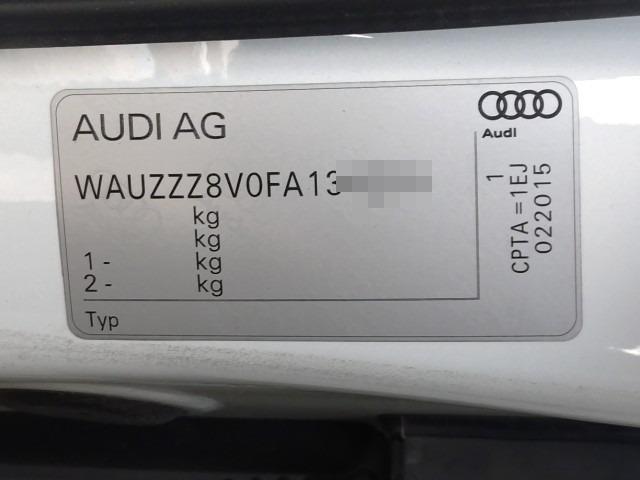 AUDI AG
WAUZZZ8V0FA13
kg
kg
1 - kg
2 - kg
Typ
Audi
1
CPTA = 1EJ
022015